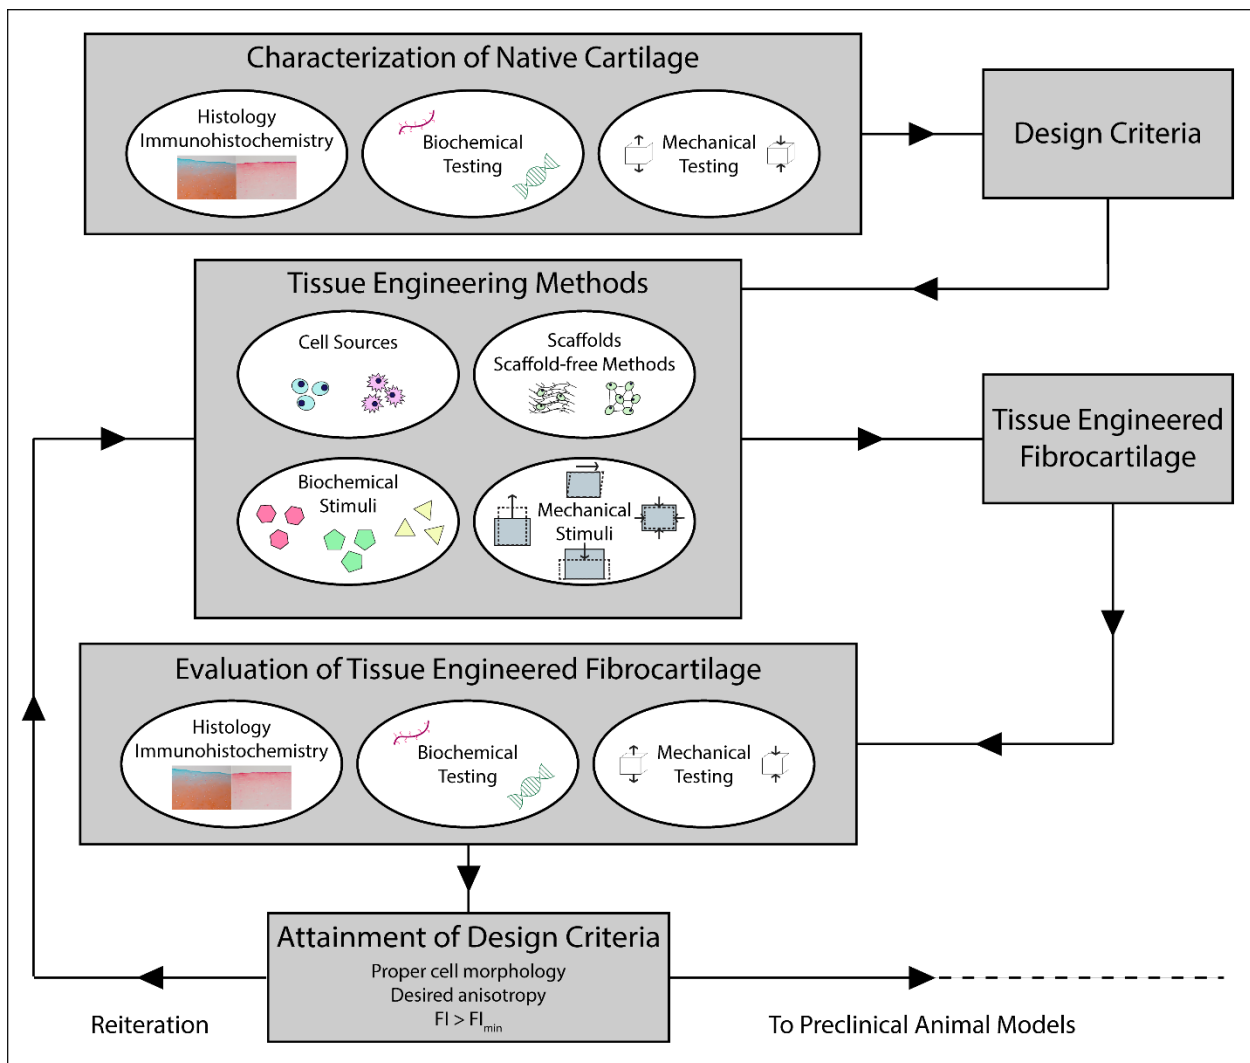 Characterization of Native Cartilage
Histology
Immunohistochemistry
Biochemical
Testing
Mechanical
Testing
Design Criteria
Tissue Engineering Methods
Cell Sources
Scaffolds
Scaffold-free Methods
Biochemical
Stimuli
Mechanical
Stimuli
Tissue Engineered
Fibrocartilage
Evaluation of Tissue Engineered Fibrocartilage
Histology
Immunohistochemistry
Biochemical
Testing
Mechanical
Testing
Attainment of Design Criteria
Proper cell morphology
Desired anisotropy
FI > FImin
Reiteration
To Preclinical Animal Models